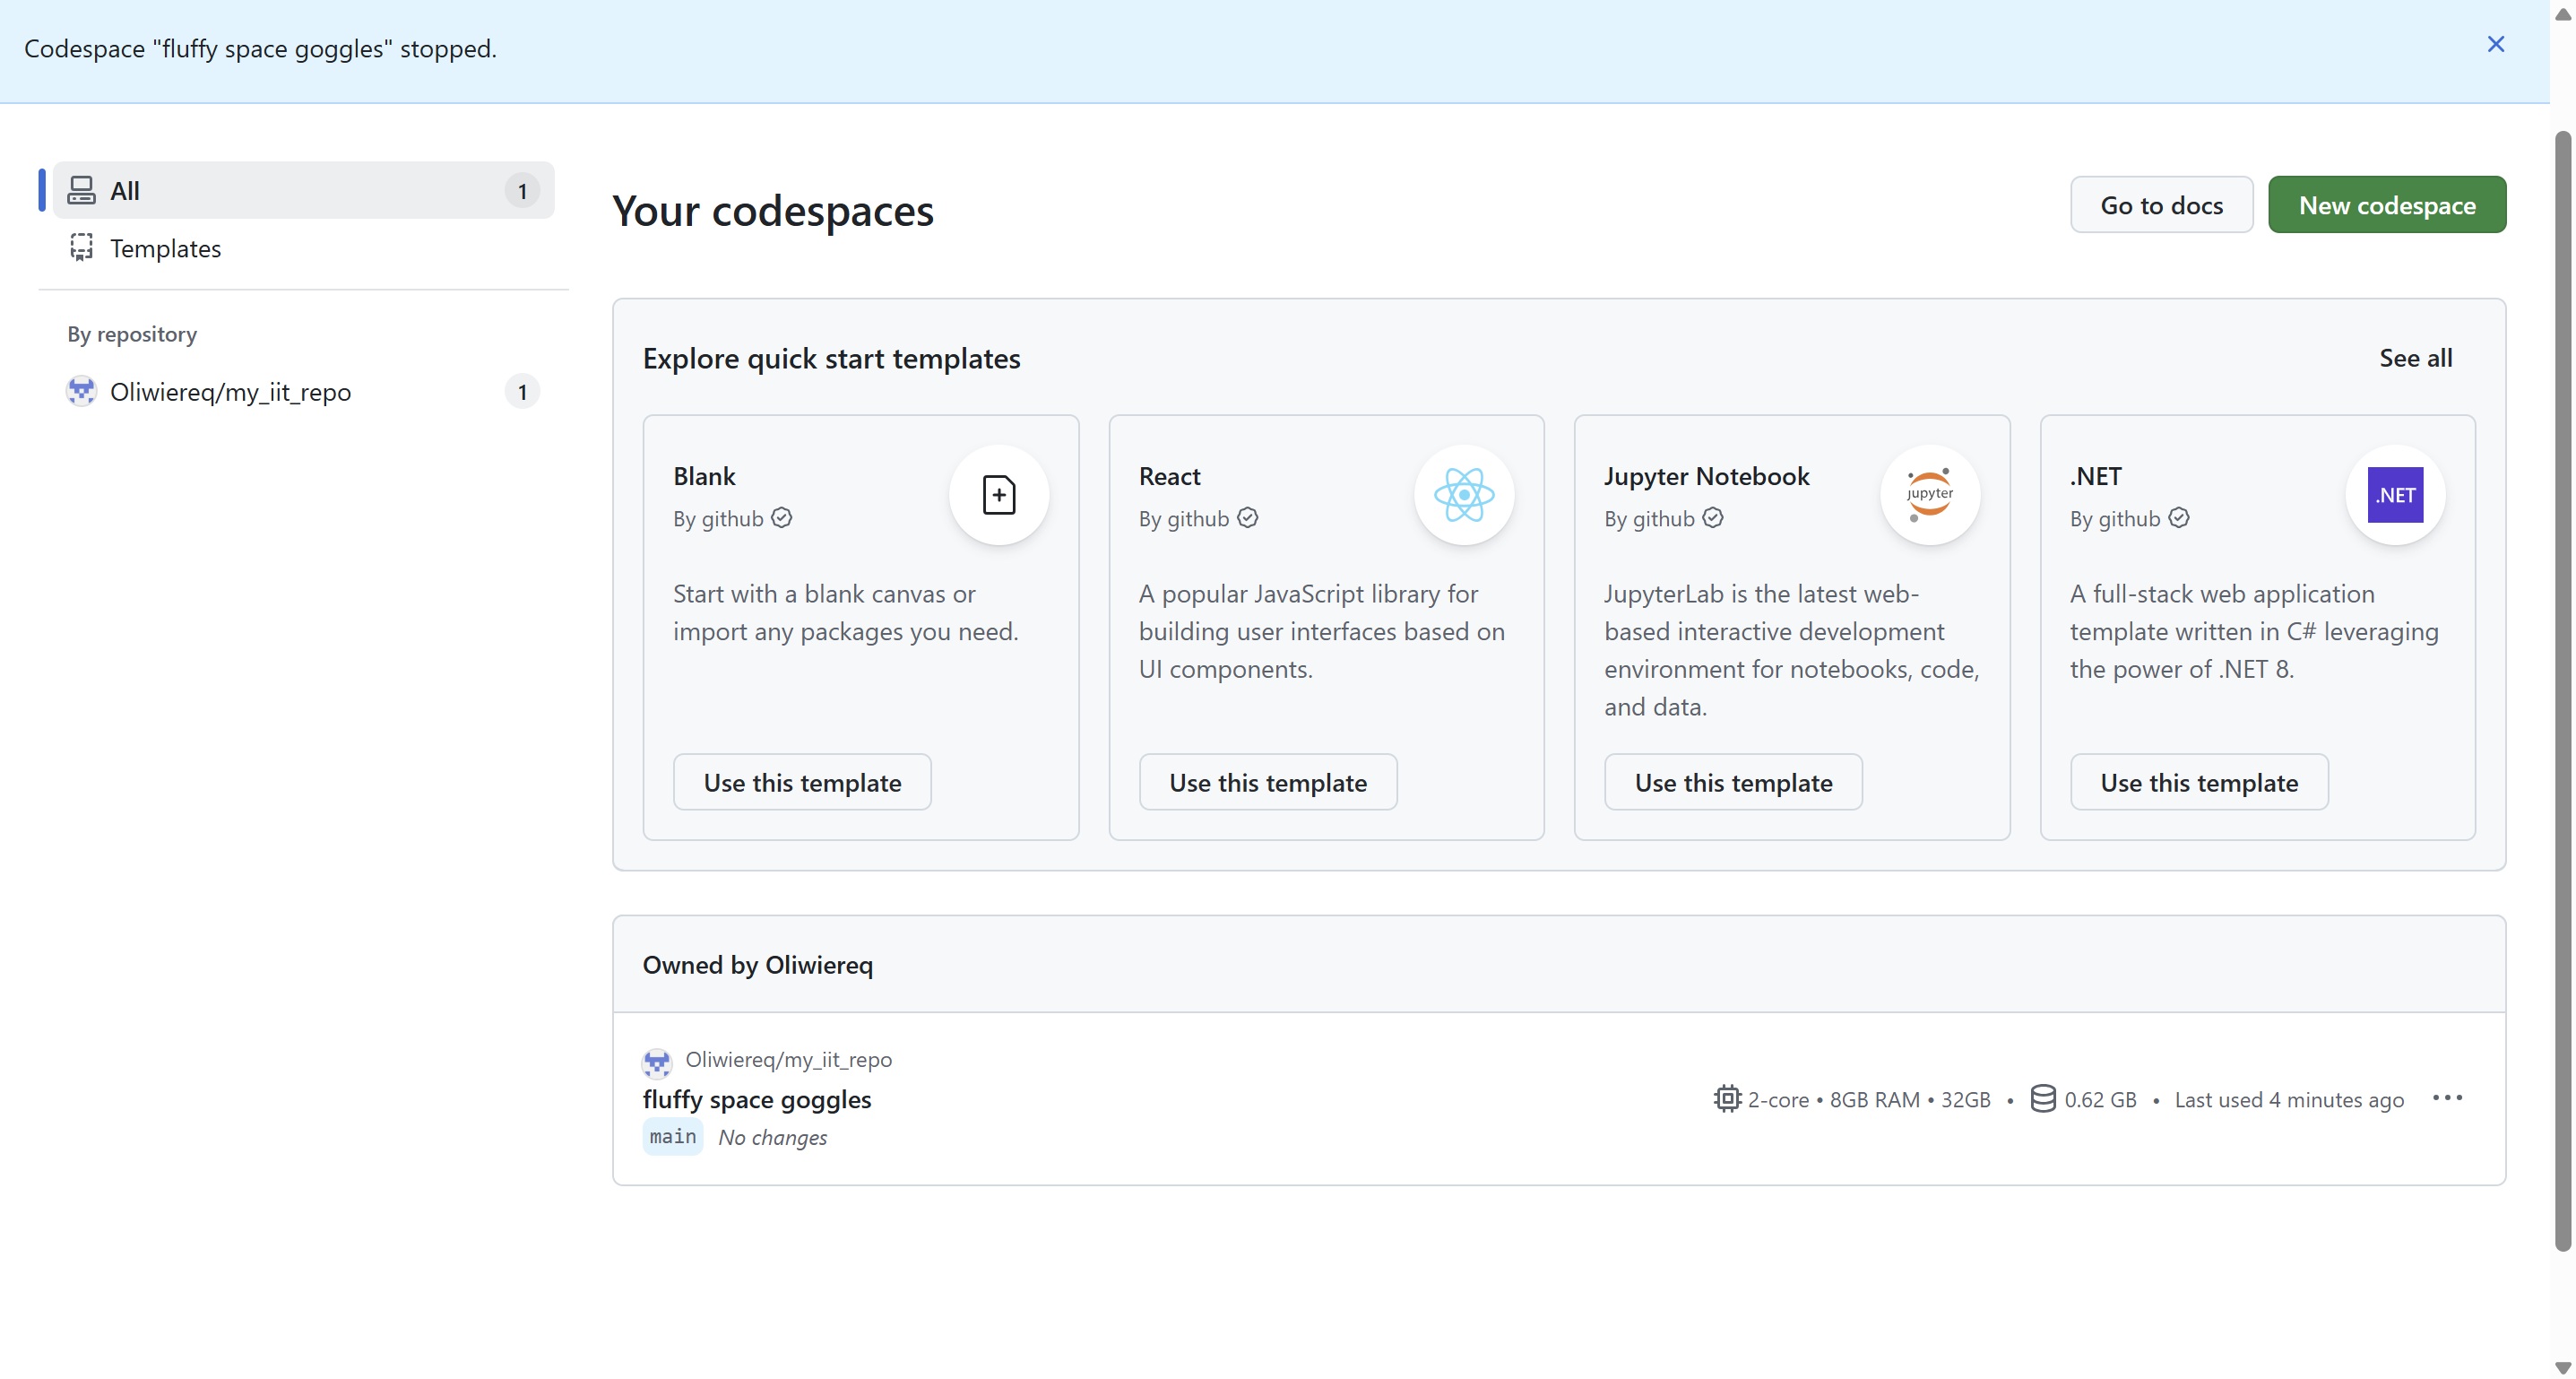 Codespace "fluffy space goggles" stopped.
All 1
Templates
By repository
Oliwiereq/my_iit_repo 1
Your codespaces
Go to docs
New codespace
Explore quick start templates
See all
Blank
By github
Start with a blank canvas or
import any packages you need.
Use this template
React
By github
A popular JavaScript library for
building user interfaces based on
UI components.
Use this template
Jupyter Notebook
By github
jupyter
JupyterLab is the latest web-
based interactive development
environment for notebooks, code,
and data.
Use this template
.NET
By github
.NET
A full-stack web application
template written in C# leveraging
the power of .NET 8.
Use this template
Owned by Oliwiereq
Oliwiereq/my_iit_repo
fluffy space goggles
main No changes
2-core • 8GB RAM • 32GB • 0.62 GB • Last used 4 minutes ago